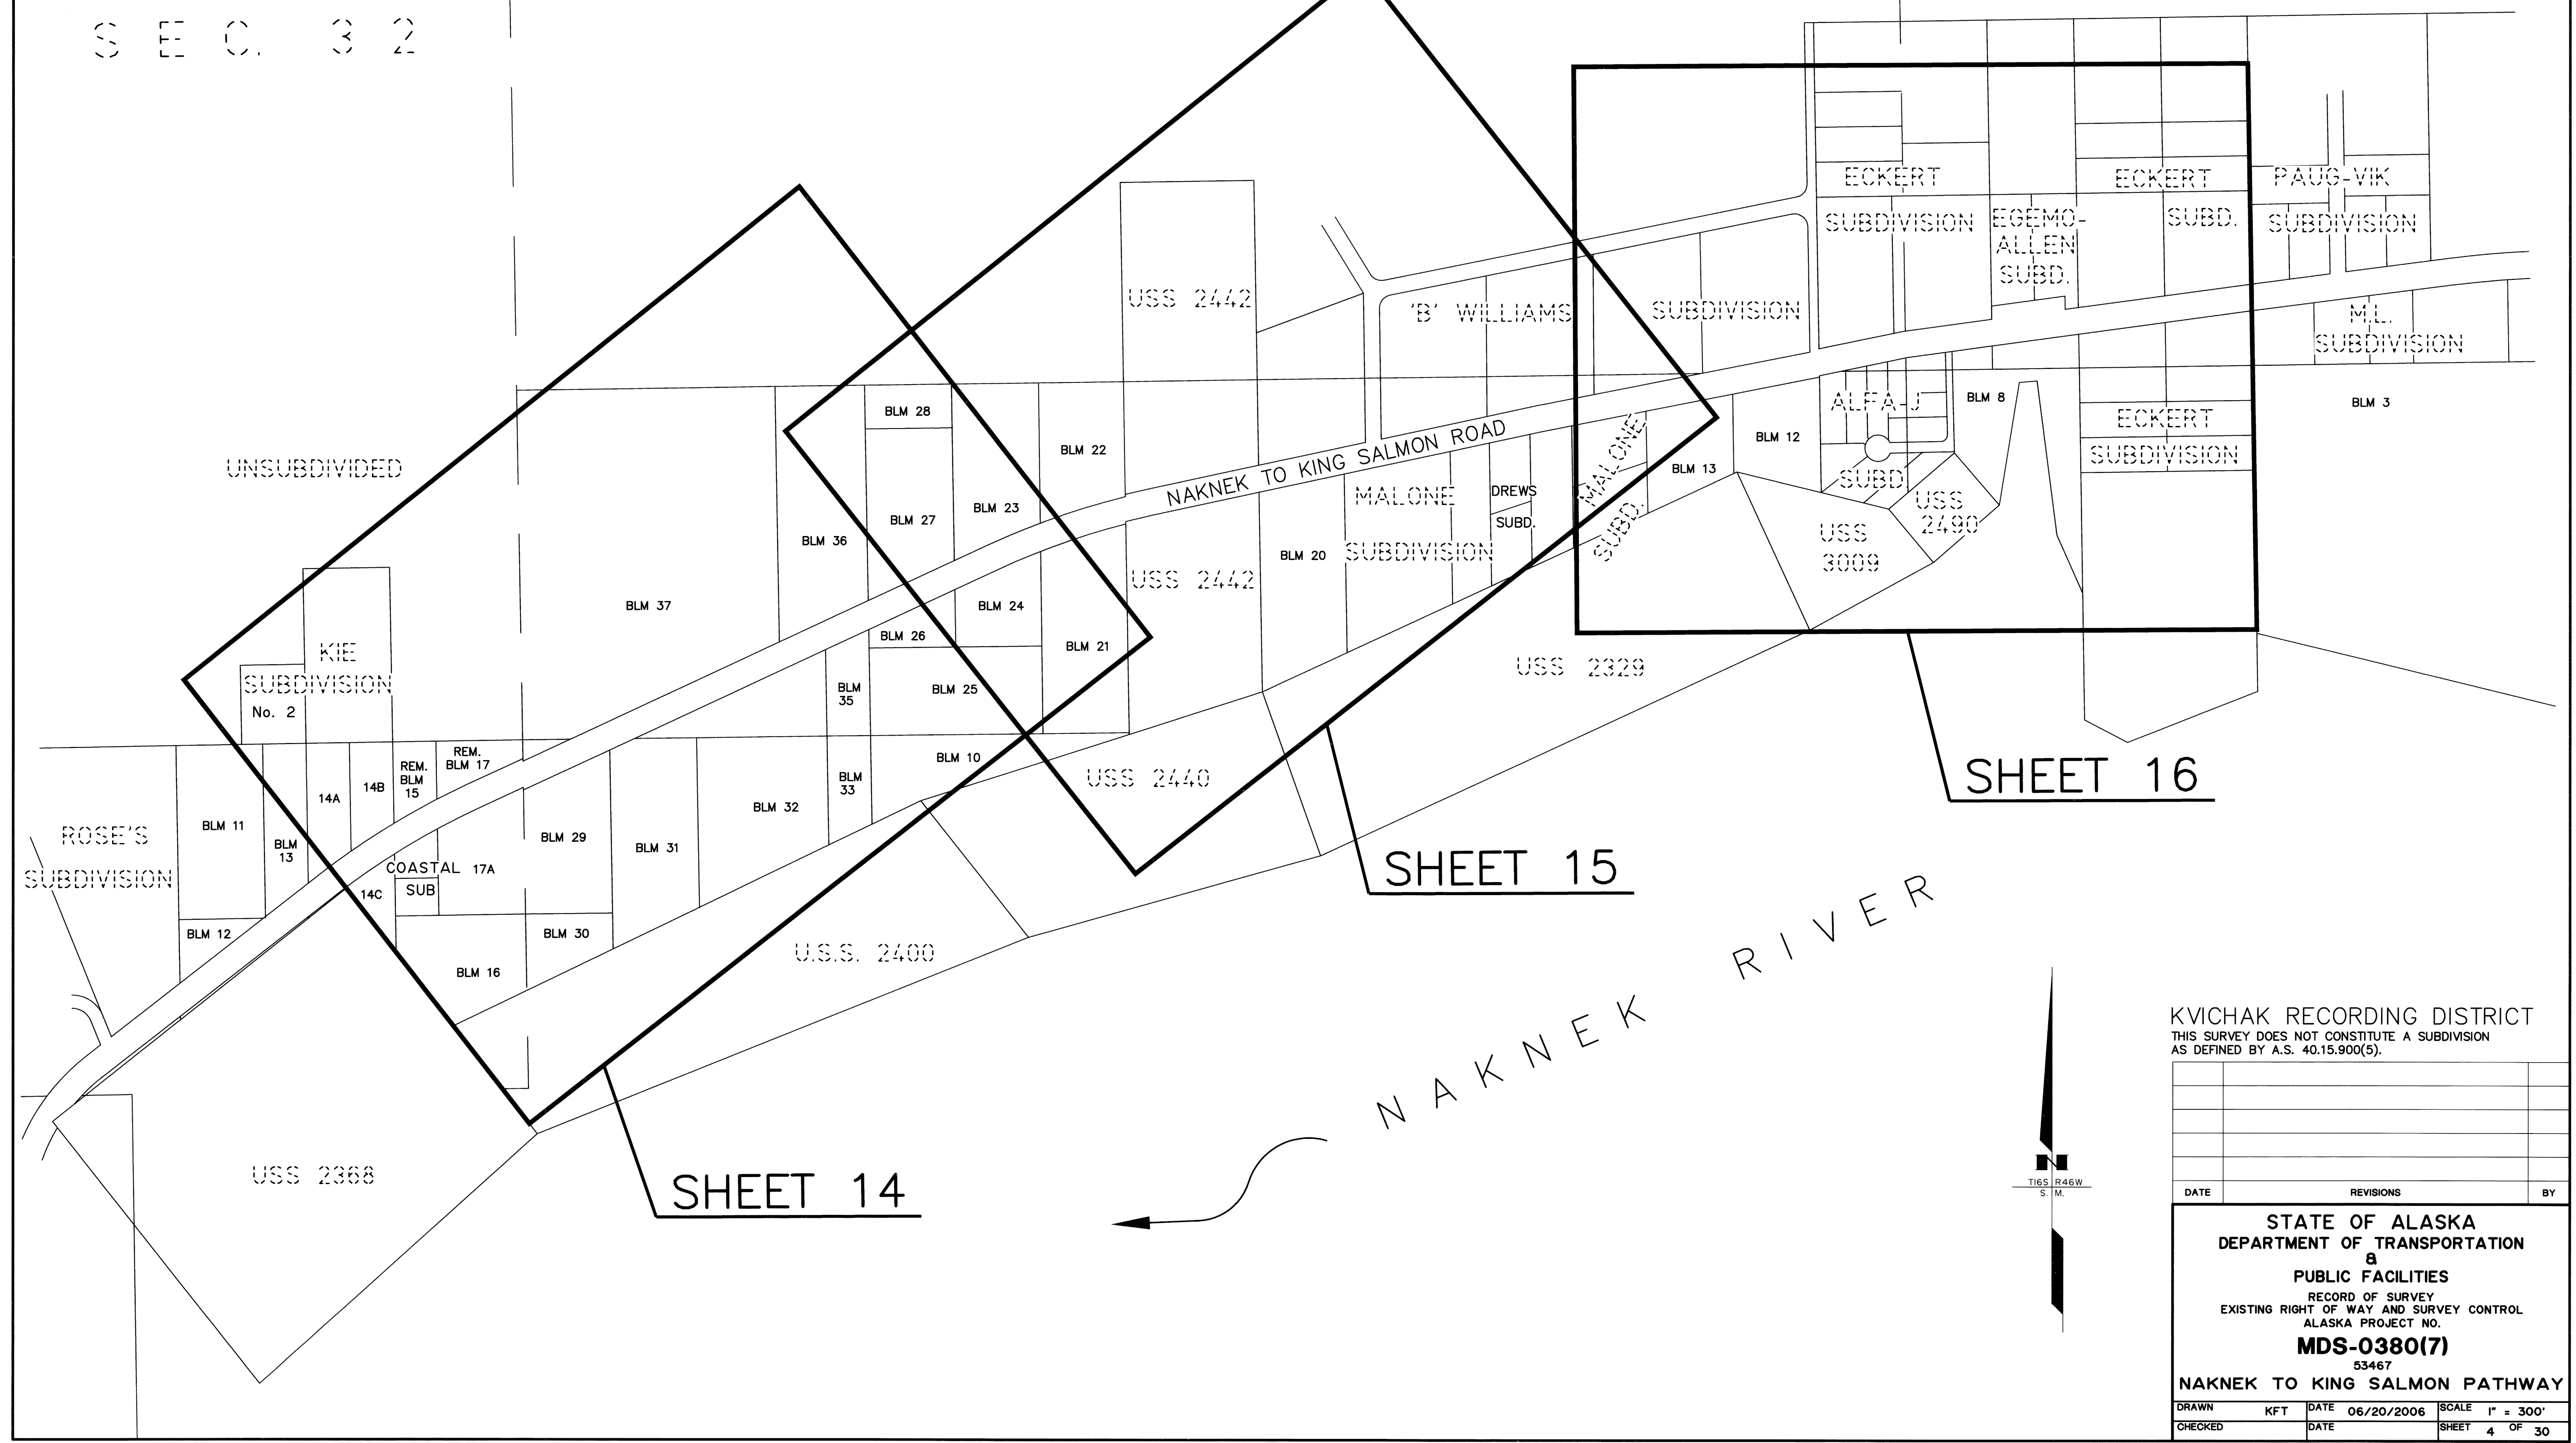 SEC. 32
UNSUBDIVIDED
KIE
SUBDIVISION
No. 2
ROSE'S
SUBDIVISION
BLM 11
BLM 12
BLM
13
14A
14B
REM.
BLM
15
REM.
BLM 17
14C
COASTAL 17A
SUB
BLM 16
BLM 29
BLM 30
BLM 31
BLM 32
BLM
33
BLM
35
BLM 10
BLM 37
BLM 36
BLM 28
BLM 27
BLM 26
BLM 25
BLM 24
BLM 23
BLM 22
BLM 21
USS 2442
USS 2442
NAKNEK TO KING SALMON ROAD
BLM 20
MALONE
SUBDIVISION
DREWS
SUBD.
MALONE
SUBD.
'B' WILLIAMS
SUBDIVISION
ECKERT
SUBDIVISION
EGEMO-
ALLEN
SUBD.
ECKERT
SUBD.
PAUG-VIK
SUBDIVISION
M.L.
SUBDIVISION
BLM 3
BLM 8
BLM 12
BLM 13
ALFA-J
SUBD
USS
2490
USS
3009
ECKERT
SUBDIVISION
USS 2329
USS 2440
U.S.S. 2400
USS 2368
SHEET 14
SHEET 15
SHEET 16
NAKNEK RIVER
N
T16S R46W
S. M.
KVICHAK RECORDING DISTRICT
THIS SURVEY DOES NOT CONSTITUTE A SUBDIVISION
AS DEFINED BY A.S. 40.15.900(5).
DATE REVISIONS BY
STATE OF ALASKA
DEPARTMENT OF TRANSPORTATION
&
PUBLIC FACILITIES
RECORD OF SURVEY
EXISTING RIGHT OF WAY AND SURVEY CONTROL
ALASKA PROJECT NO.
MDS-0380(7)
53467
NAKNEK TO KING SALMON PATHWAY
DRAWN KFT DATE 06/20/2006 SCALE 1" = 300'
CHECKED DATE SHEET 4 OF 30